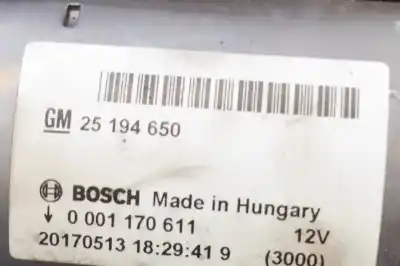 GM 25 194 650
BOSCH Made in Hungary
↓ 0 001 170 611 12V
20170513 18:29:41 9 (3000)